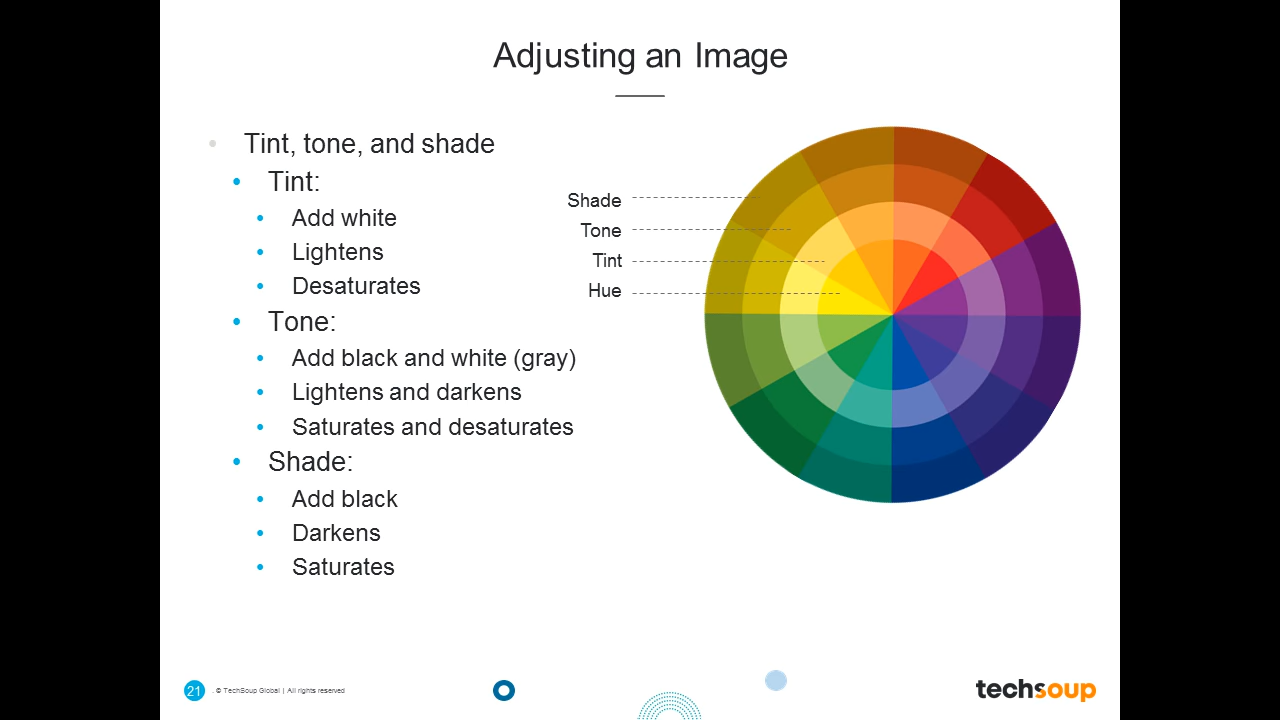 Adjusting an Image
• Tint, tone, and shade
• Tint:
• Add white
• Lightens
• Desaturates
• Tone:
• Add black and white (gray)
• Lightens and darkens
• Saturates and desaturates
• Shade:
• Add black
• Darkens
• Saturates
Shade
Tone
Tint
Hue
21 . © TechSoup Global | All rights reserved
techsoup